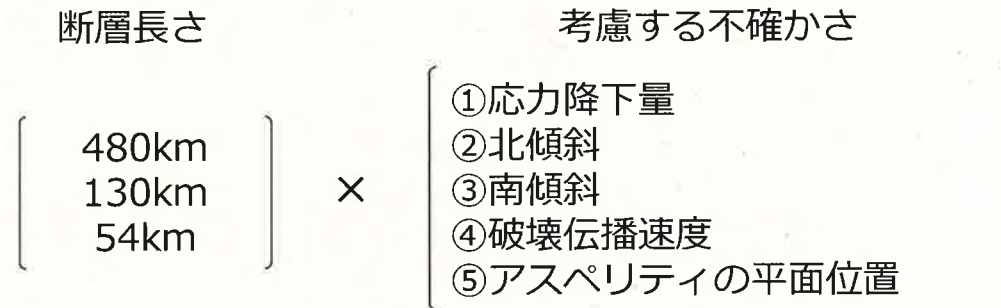 断層長さ
考慮する不確かさ
480km
130km
54km
×
①応力降下量
②北傾斜
③南傾斜
④破壊伝播速度
⑤アスペリティの平面位置